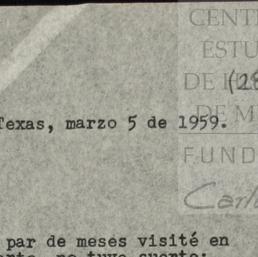 CENT
ESTU
DE (28
DE M
Texas, marzo 5 de 1959.
FUND
Carl
par de meses visité en